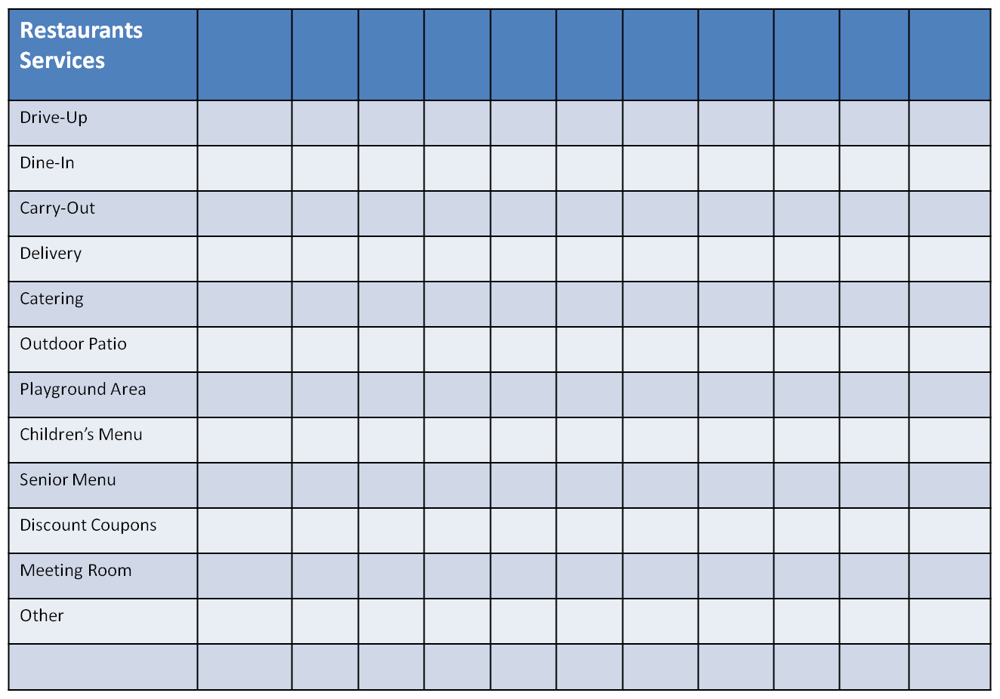 Restaurants
Services
Drive-Up
Dine-In
Carry-Out
Delivery
Catering
Outdoor Patio
Playground Area
Children’s Menu
Senior Menu
Discount Coupons
Meeting Room
Other